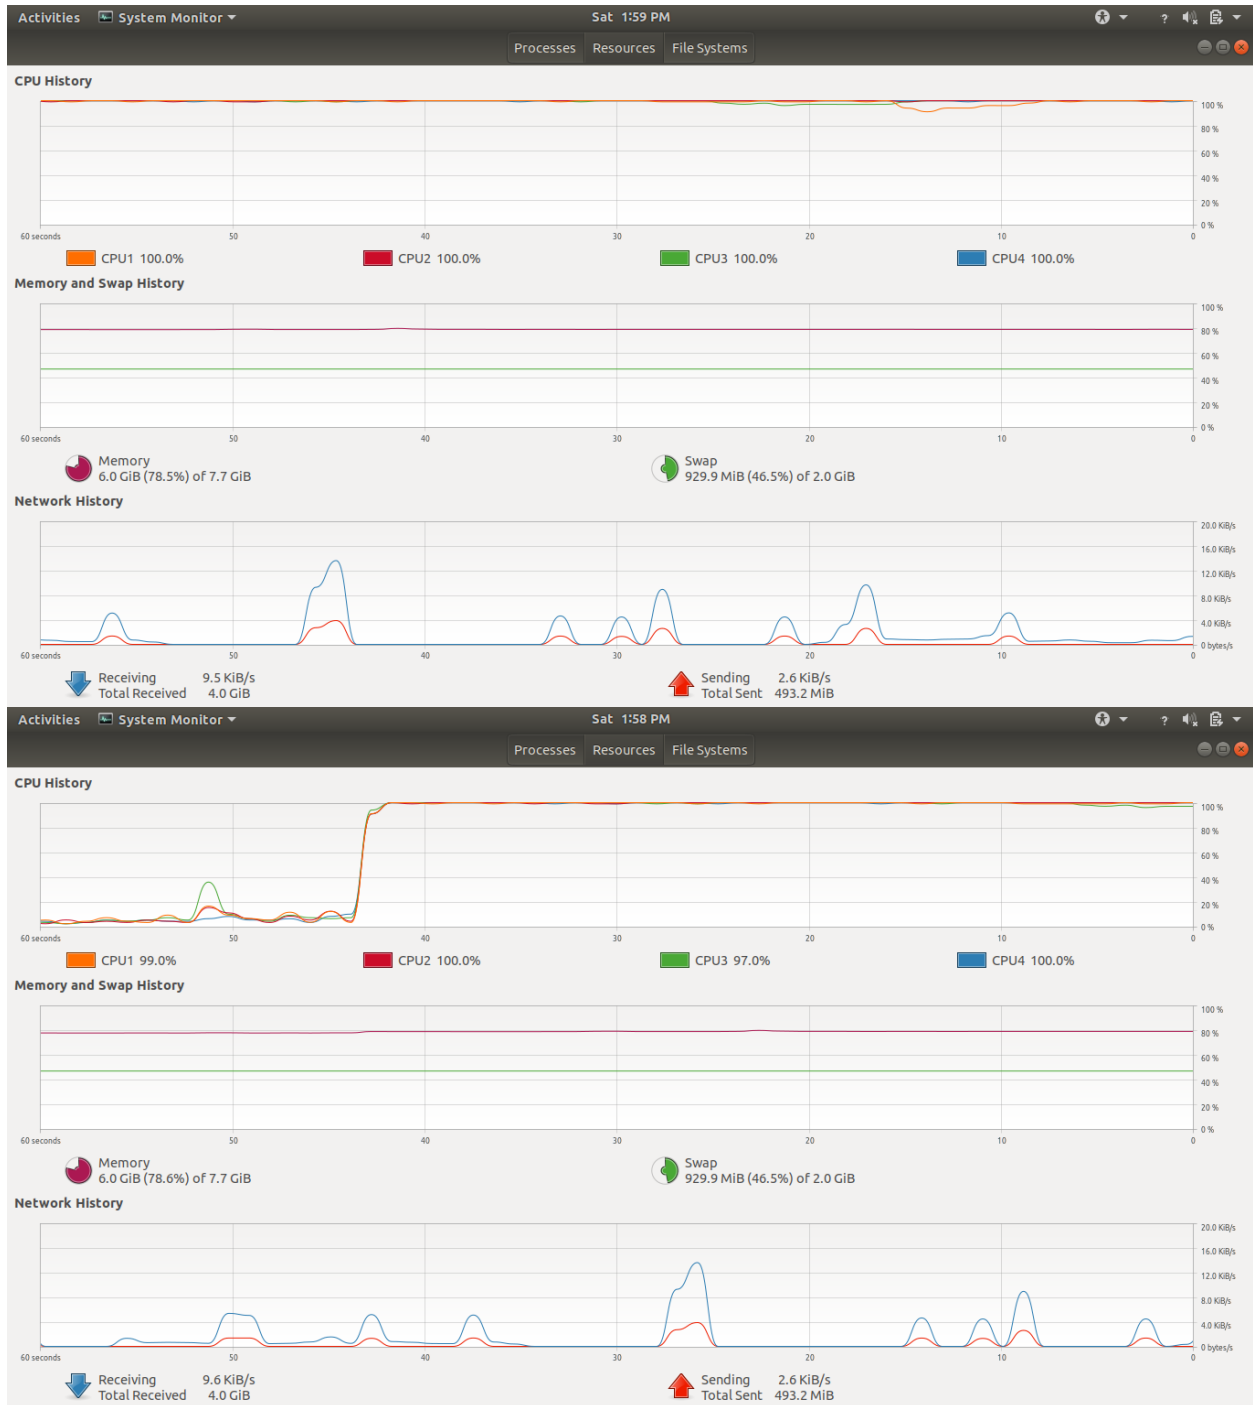 Activities System Monitor Sat 1:59 PM ?
Processes Resources File Systems
CPU History
100 %
80 %
60 %
40 %
20 %
0 %
60 seconds 50 40 30 20 10 0
CPU1 100.0% CPU2 100.0% CPU3 100.0% CPU4 100.0%
Memory and Swap History
100 %
80 %
60 %
40 %
20 %
0 %
60 seconds 50 40 30 20 10 0
Memory Swap
6.0 GiB (78.5%) of 7.7 GiB 929.9 MiB (46.5%) of 2.0 GiB
Network History
20.0 KiB/s
16.0 KiB/s
12.0 KiB/s
8.0 KiB/s
4.0 KiB/s
0 bytes/s
60 seconds 50 40 30 20 10 0
Receiving 9.5 KiB/s Sending 2.6 KiB/s
Total Received 4.0 GiB Total Sent 493.2 MiB
Activities System Monitor Sat 1:58 PM ?
Processes Resources File Systems
CPU History
100 %
80 %
60 %
40 %
20 %
0 %
60 seconds 50 40 30 20 10 0
CPU1 99.0% CPU2 100.0% CPU3 97.0% CPU4 100.0%
Memory and Swap History
100 %
80 %
60 %
40 %
20 %
0 %
60 seconds 50 40 30 20 10 0
Memory Swap
6.0 GiB (78.6%) of 7.7 GiB 929.9 MiB (46.5%) of 2.0 GiB
Network History
20.0 KiB/s
16.0 KiB/s
12.0 KiB/s
8.0 KiB/s
4.0 KiB/s
0 bytes/s
60 seconds 50 40 30 20 10 0
Receiving 9.6 KiB/s Sending 2.6 KiB/s
Total Received 4.0 GiB Total Sent 493.2 MiB